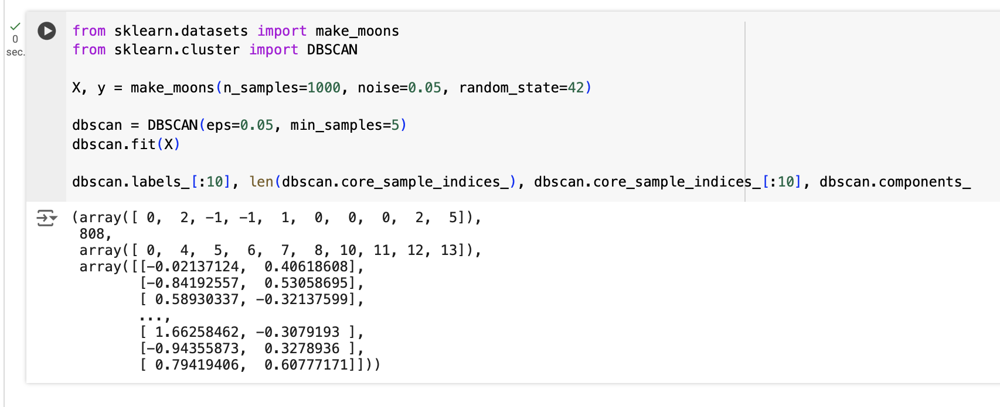 0
sec.
from sklearn.datasets import make_moons
from sklearn.cluster import DBSCAN
X, y = make_moons(n_samples=1000, noise=0.05, random_state=42)
dbscan = DBSCAN(eps=0.05, min_samples=5)
dbscan.fit(X)
dbscan.labels_[:10], len(dbscan.core_sample_indices_), dbscan.core_sample_indices_[:10], dbscan.components_
(array([ 0,  2, -1, -1,  1,  0,  0,  0,  2,  5]),
 808,
 array([ 0,  4,  5,  6,  7,  8, 10, 11, 12, 13]),
 array([[-0.02137124,  0.40618608],
        [-0.84192557,  0.53058695],
        [ 0.58930337, -0.32137599],
        ...,
        [ 1.66258462, -0.3079193 ],
        [-0.94355873,  0.3278936 ],
        [ 0.79419406,  0.60777171]]))